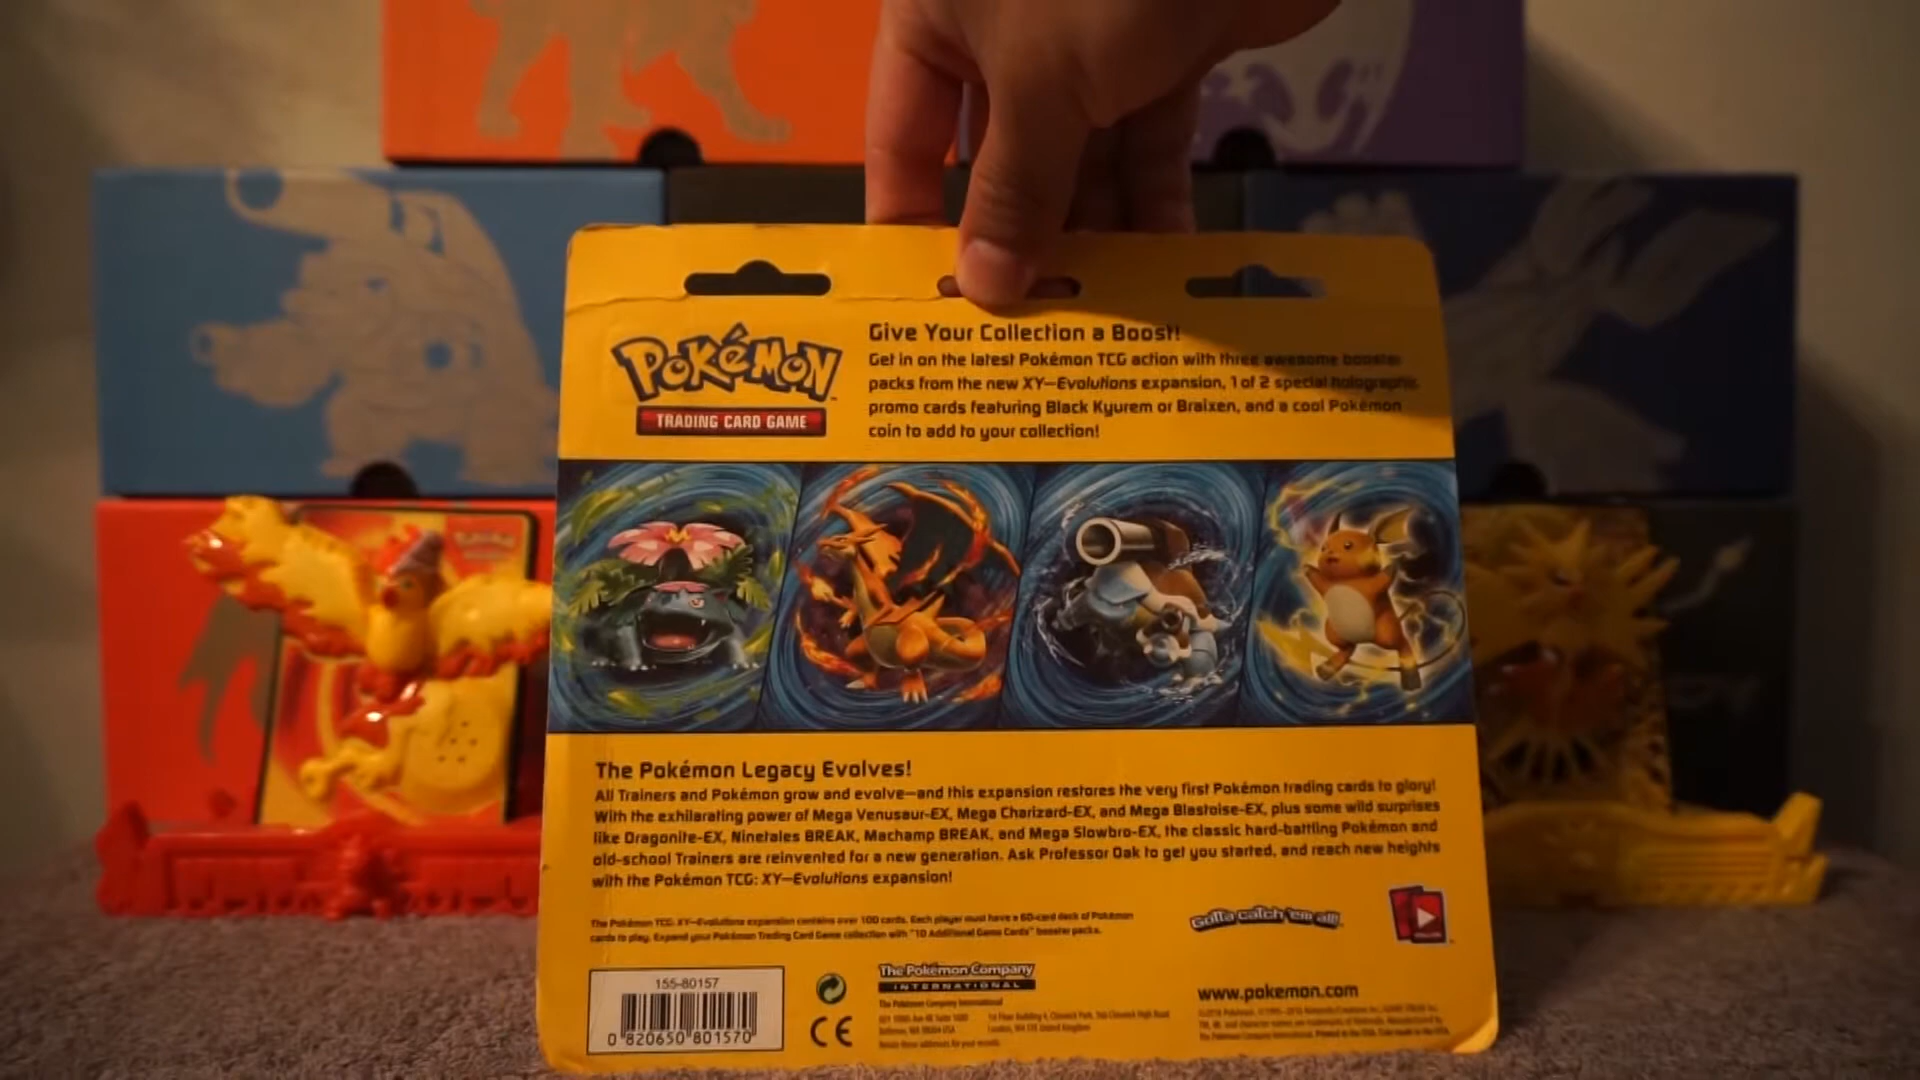 POKéMON
TRADING CARD GAME
Give Your Collection a Boost!
Get in on the latest Pokémon TCG action with three awesome booster
packs from the new XY—Evolutions expansion, 1 of 2 special holographic
promo cards featuring Black Kyurem or Braixen, and a cool Pokémon
coin to add to your collection!
The Pokémon Legacy Evolves!
All Trainers and Pokémon grow and evolve—and this expansion restores the very first Pokémon trading cards to glory!
With the exhilarating power of Mega Venusaur-EX, Mega Charizard-EX, and Mega Blastoise-EX, plus some wild surprises
like Dragonite-EX, Ninetales BREAK, Machamp BREAK, and Mega Slowbro-EX, the classic hard-battling Pokémon and
old-school Trainers are reinvented for a new generation. Ask Professor Oak to get you started, and reach new heights
with the Pokémon TCG: XY—Evolutions expansion!
The Pokémon TCG: XY—Evolutions expansion contains over 100 cards. Each player must have a 60-card deck of Pokémon
cards to play. Expand your Pokémon Trading Card Game collection with "10 Additional Game Cards" booster packs.
Gotta catch 'em all!
155-80157
0 820650 801570
CE
The Pokémon Company
INTERNATIONAL
The Pokémon Company International
www.pokemon.com